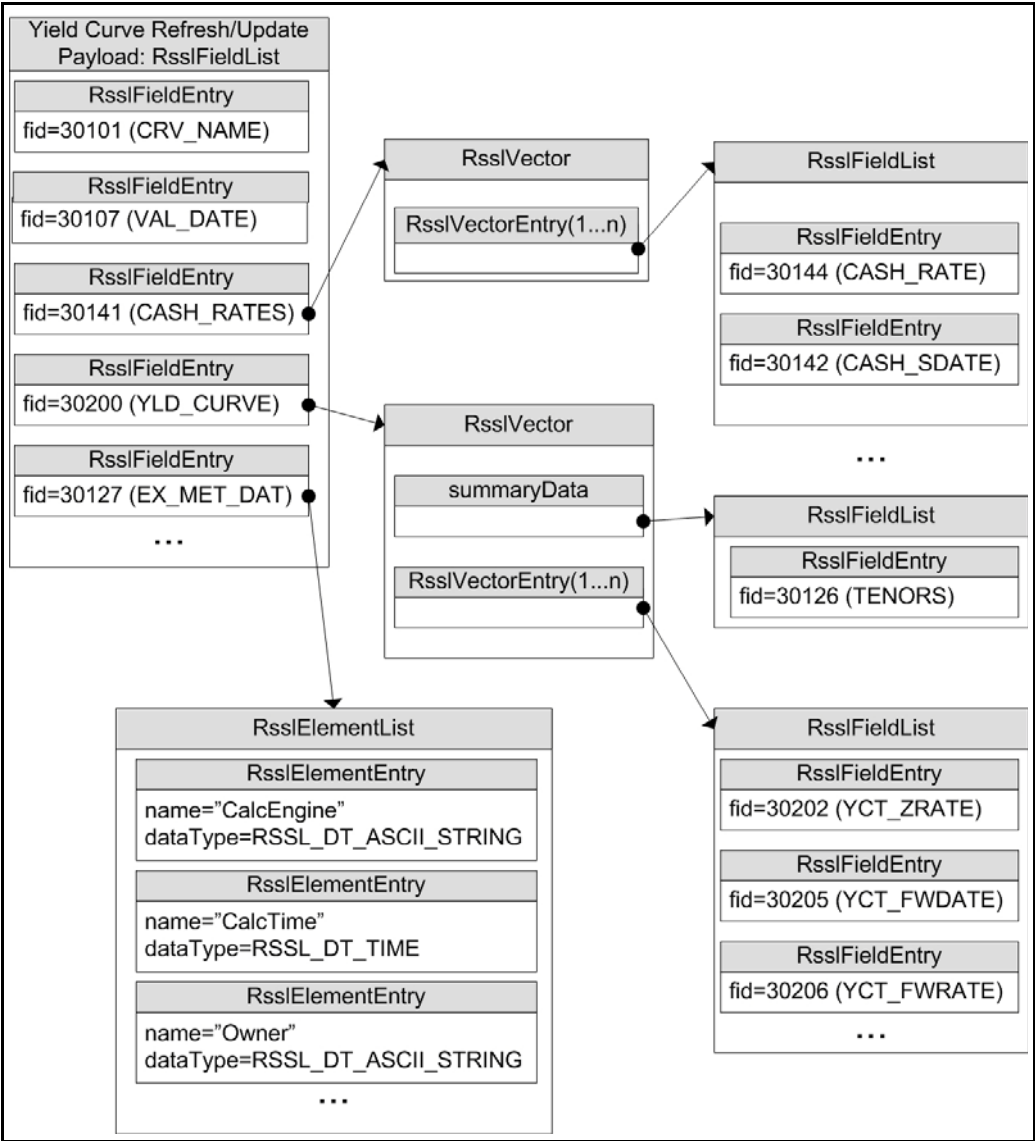 Yield Curve Refresh/Update
Payload: RsslFieldList
RsslFieldEntry
fid=30101 (CRV_NAME)
RsslFieldEntry
fid=30107 (VAL_DATE)
RsslFieldEntry
fid=30141 (CASH_RATES)
RsslFieldEntry
fid=30200 (YLD_CURVE)
RsslFieldEntry
fid=30127 (EX_MET_DAT)
...
RsslVector
RsslVectorEntry(1...n)
RsslFieldList
RsslFieldEntry
fid=30144 (CASH_RATE)
RsslFieldEntry
fid=30142 (CASH_SDATE)
...
RsslVector
summaryData
RsslVectorEntry(1...n)
RsslFieldList
RsslFieldEntry
fid=30126 (TENORS)
RsslFieldList
RsslFieldEntry
fid=30202 (YCT_ZRATE)
RsslFieldEntry
fid=30205 (YCT_FWDATE)
RsslFieldEntry
fid=30206 (YCT_FWRATE)
...
RsslElementList
RsslElementEntry
name=”CalcEngine”
dataType=RSSL_DT_ASCII_STRING
RsslElementEntry
name=”CalcTime”
dataType=RSSL_DT_TIME
RsslElementEntry
name=”Owner”
dataType=RSSL_DT_ASCII_STRING
...